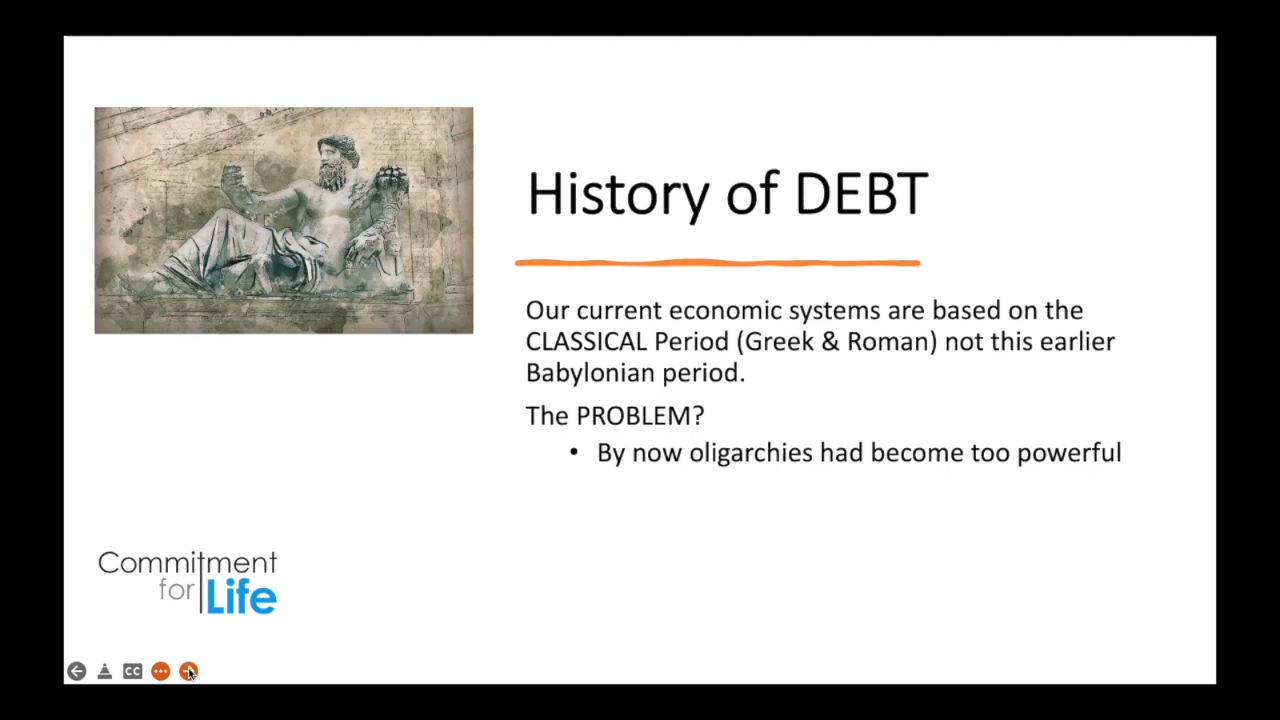 History of DEBT
Our current economic systems are based on the
CLASSICAL Period (Greek & Roman) not this earlier
Babylonian period.
The PROBLEM?
• By now oligarchies had become too powerful
Commitment
for Life
CC